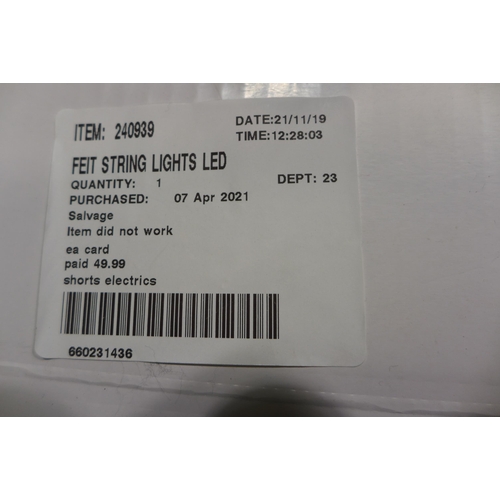 ITEM: 240939
DATE:21/11/19
TIME:12:28:03
FEIT STRING LIGHTS LED
QUANTITY: 1
DEPT: 23
PURCHASED: 07 Apr 2021
Salvage
Item did not work
ea card
paid 49.99
shorts electrics
660231436